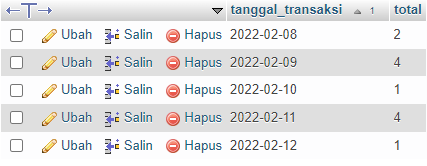 tanggal_transaksi 1 total
Ubah Salin Hapus 2022-02-08 2
Ubah Salin Hapus 2022-02-09 4
Ubah Salin Hapus 2022-02-10 1
Ubah Salin Hapus 2022-02-11 4
Ubah Salin Hapus 2022-02-12 1